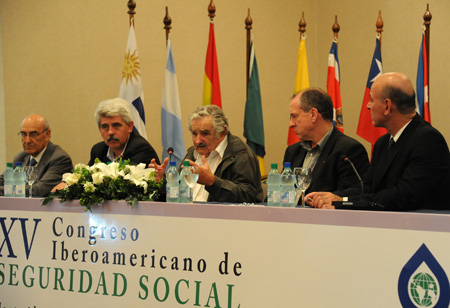 XV Congreso
Iberoamericano de
SEGURIDAD SOCIAL